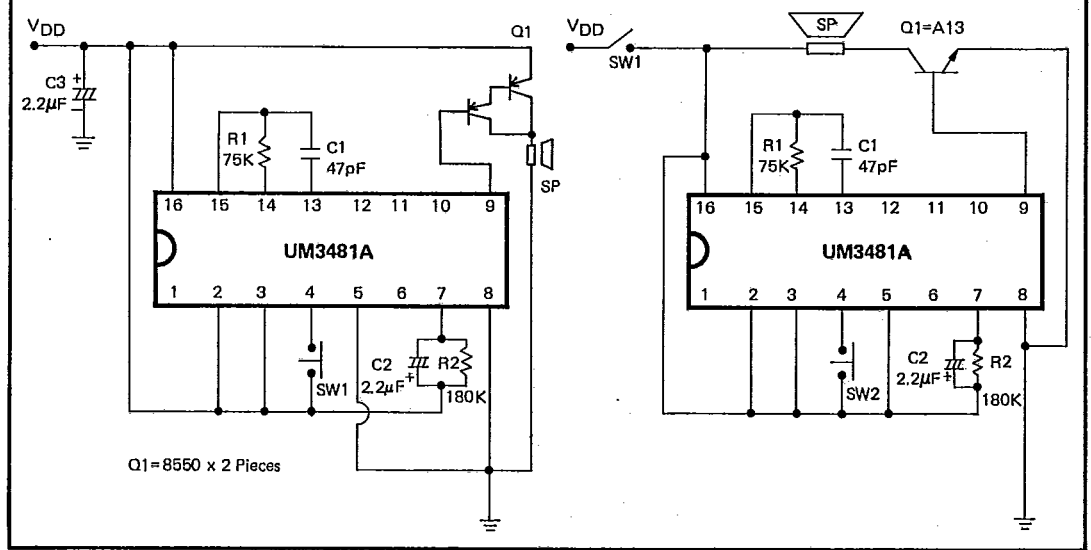 VDD
Q1
C3 +
2.2μF
R1
75K
C1
47pF
SP
16 15 14 13 12 11 10 9
UM3481A
1 2 3 4 5 6 7 8
C2
2.2μF +
R2
180K
SW1
Q1=8550 x 2 Pieces
VDD
SW1
SP
Q1=A13
R1
75K
C1
47pF
16 15 14 13 12 11 10 9
UM3481A
1 2 3 4 5 6 7 8
C2
2.2μF +
R2
180K
SW2